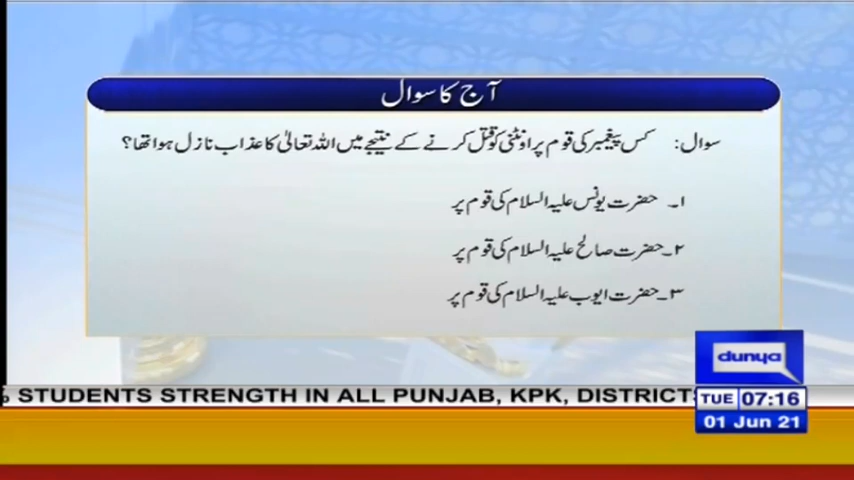 آج کا سوال
سوال: کس پیغمبر کی قوم پر اونٹنی کو قتل کرنے کے نتیجے میں اللہ تعالیٰ کا عذاب نازل ہوا تھا؟
۱۔ حضرت یونس علیہ السلام کی قوم پر
۲۔ حضرت صالح علیہ السلام کی قوم پر
۳۔ حضرت ایوب علیہ السلام کی قوم پر
dunya
% STUDENTS STRENGTH IN ALL PUNJAB, KPK, DISTRICTS
TUE 07:16
01 Jun 21